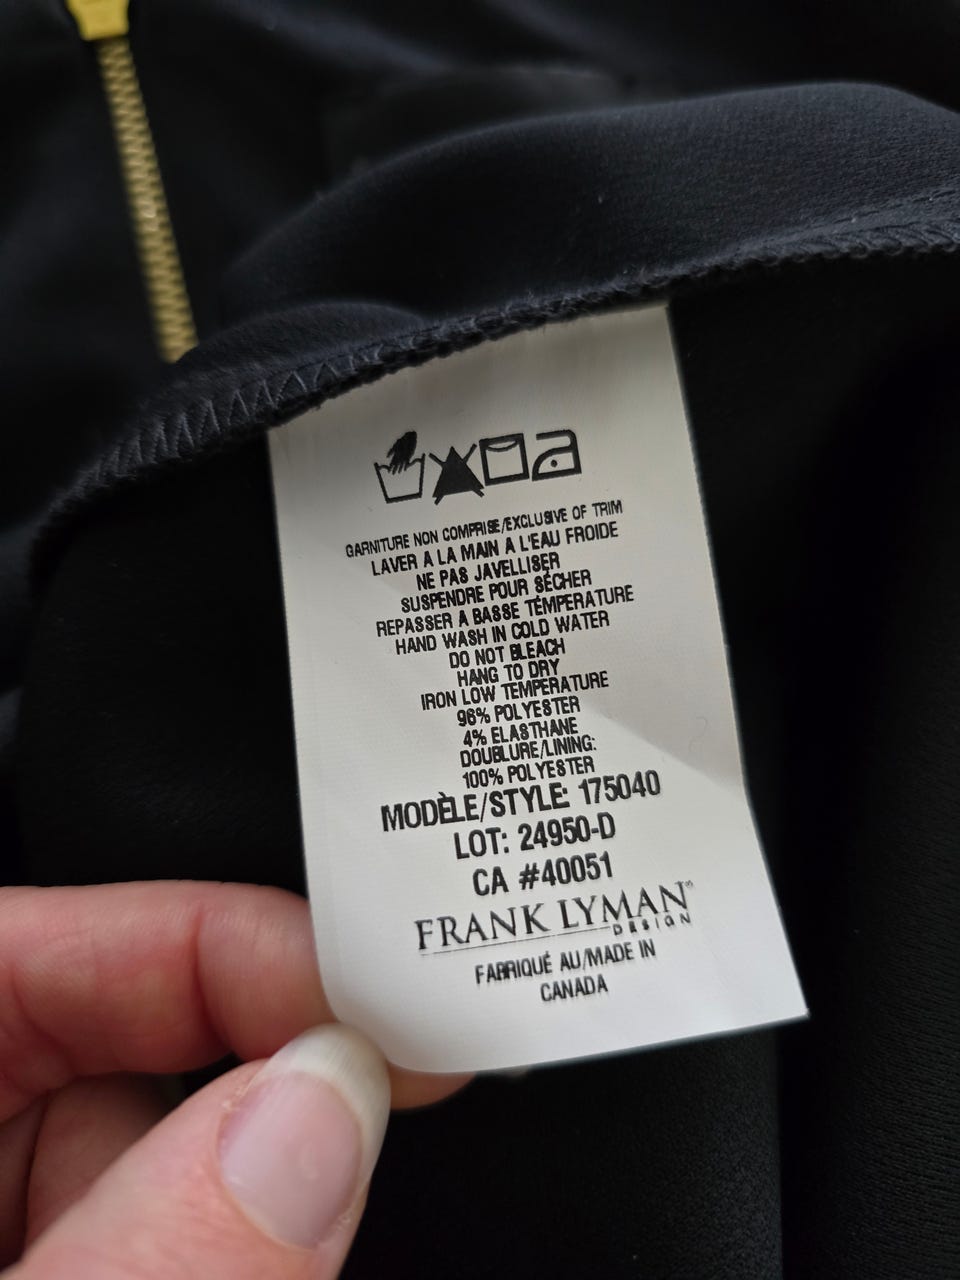 GARNITURE NON COMPRISE/EXCLUSIVE OF TRIM
LAVER A LA MAIN A L'EAU FROIDE
NE PAS JAVELLISER
SUSPENDRE POUR SÉCHER
REPASSER A BASSE TEMPÉRATURE
HAND WASH IN COLD WATER
DO NOT BLEACH
HANG TO DRY
IRON LOW TEMPERATURE
96% POLYESTER
4% ELASTHANE
DOUBLURE/LINING:
100% POLYESTER
MODÈLE/STYLE: 175040
LOT: 24950-D
CA #40051
FRANK LYMAN®
DESIGN
FABRIQUÉ AU/MADE IN
CANADA